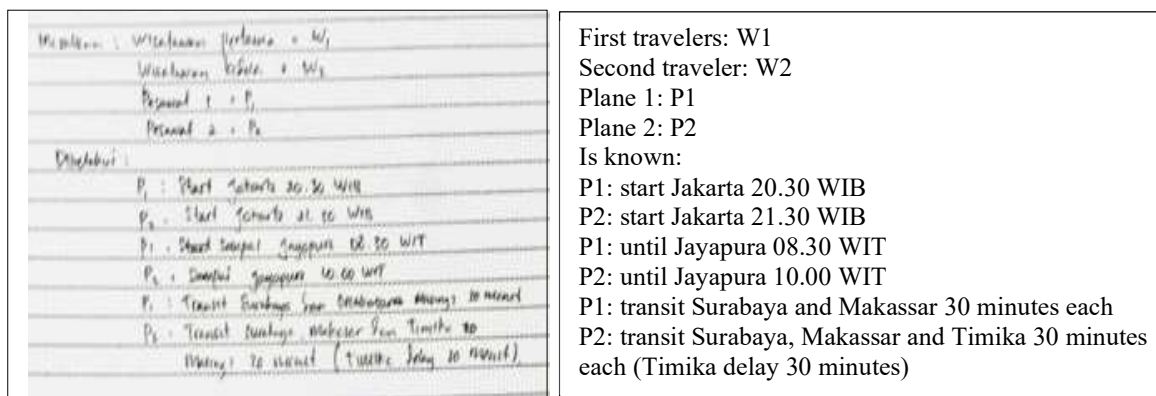 Misalkan : Wisatawan pertama = W1
Wisatawan kedua = W2
Pesawat 1 = P1
Pesawat 2 = P2
Diketahui :
P1 : Start Jakarta 20.30 WIB
P2 : Start Jakarta 21.30 WIB
P1 : Sampai Jayapura 08.30 WIT
P2 : Sampai Jayapura 10.00 WIT
P1 : Transit Surabaya dan 30 menit
P2 : Transit Surabaya, Makassar dan Timika 30
30 menit (Timika delay 30 menit)
First travelers: W1
Second traveler: W2
Plane 1: P1
Plane 2: P2
Is known:
P1: start Jakarta 20.30 WIB
P2: start Jakarta 21.30 WIB
P1: until Jayapura 08.30 WIT
P2: until Jayapura 10.00 WIT
P1: transit Surabaya and Makassar 30 minutes each
P2: transit Surabaya, Makassar and Timika 30 minutes
each (Timika delay 30 minutes)